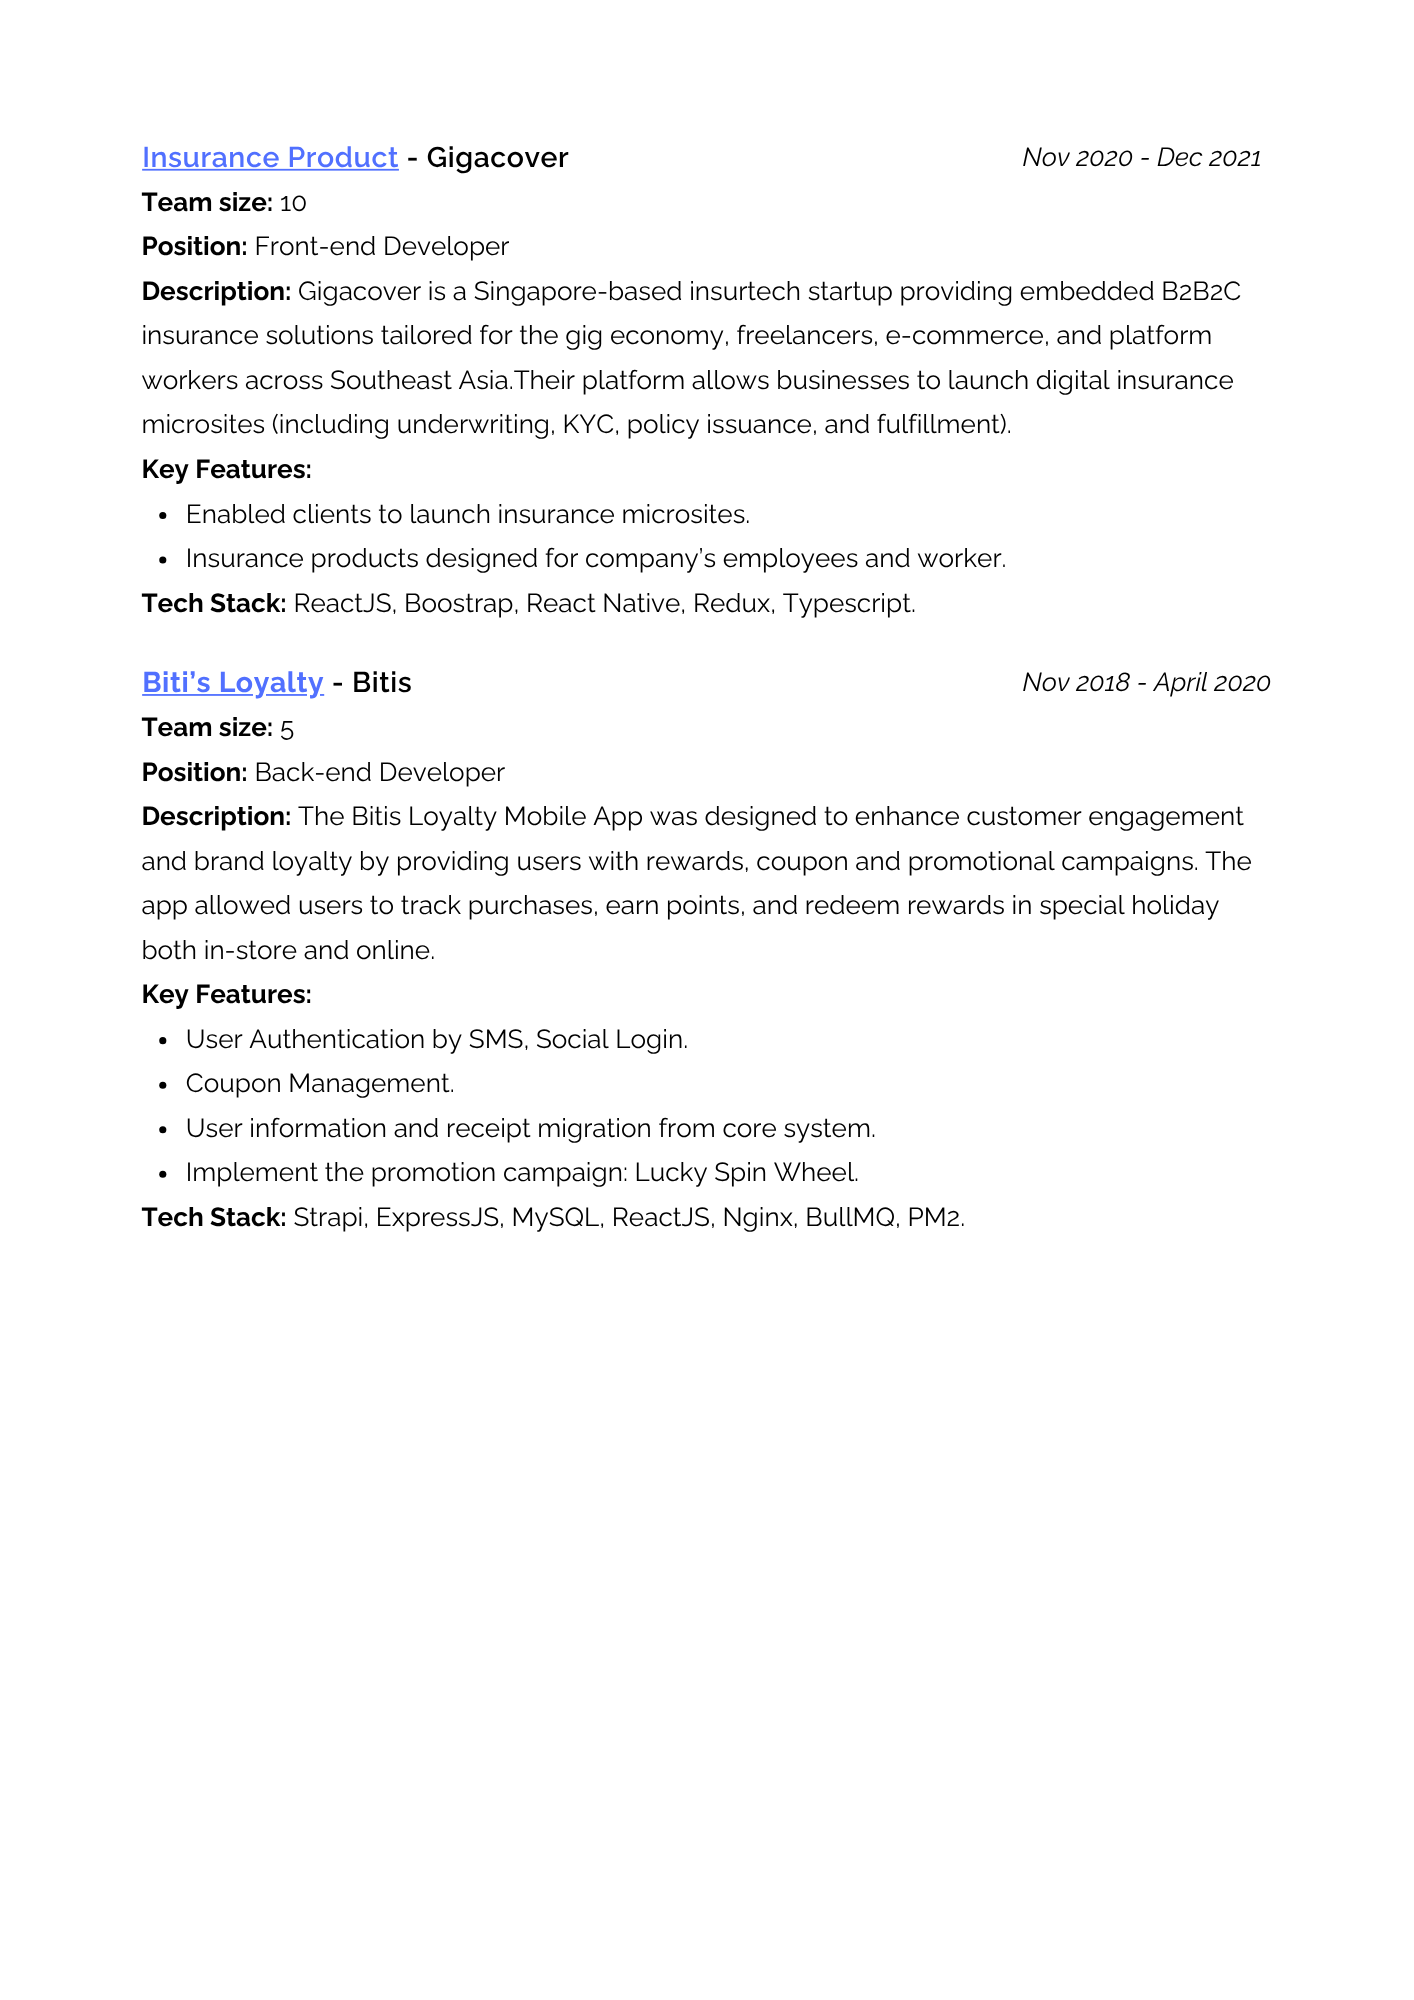 Insurance Product - Gigacover Nov 2020 - Dec 2021
Team size: 10
Position: Front-end Developer
Description: Gigacover is a Singapore-based insurtech startup providing embedded B2B2C
insurance solutions tailored for the gig economy, freelancers, e-commerce, and platform
workers across Southeast Asia.Their platform allows businesses to launch digital insurance
microsites (including underwriting, KYC, policy issuance, and fulfillment).
Key Features:
• Enabled clients to launch insurance microsites.
• Insurance products designed for company’s employees and worker.
Tech Stack: ReactJS, Boostrap, React Native, Redux, Typescript.
Biti’s Loyalty - Bitis Nov 2018 - April 2020
Team size: 5
Position: Back-end Developer
Description: The Bitis Loyalty Mobile App was designed to enhance customer engagement
and brand loyalty by providing users with rewards, coupon and promotional campaigns. The
app allowed users to track purchases, earn points, and redeem rewards in special holiday
both in-store and online.
Key Features:
• User Authentication by SMS, Social Login.
• Coupon Management.
• User information and receipt migration from core system.
• Implement the promotion campaign: Lucky Spin Wheel.
Tech Stack: Strapi, ExpressJS, MySQL, ReactJS, Nginx, BullMQ, PM2.